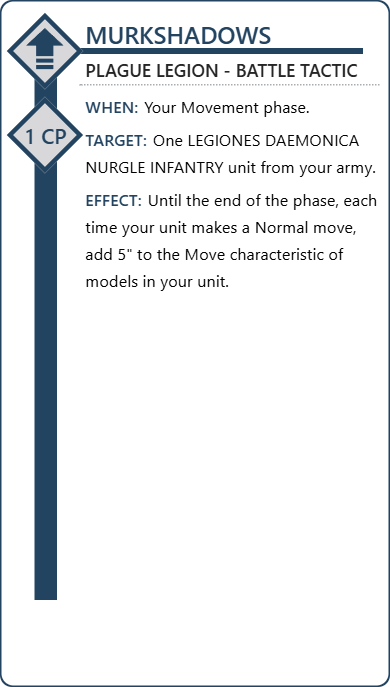 MURKSHADOWS
PLAGUE LEGION - BATTLE TACTIC
WHEN: Your Movement phase.
1 CP
TARGET: One LEGIONES DAEMONICA
NURGLE INFANTRY unit from your army.
EFFECT: Until the end of the phase, each
time your unit makes a Normal move,
add 5" to the Move characteristic of
models in your unit.